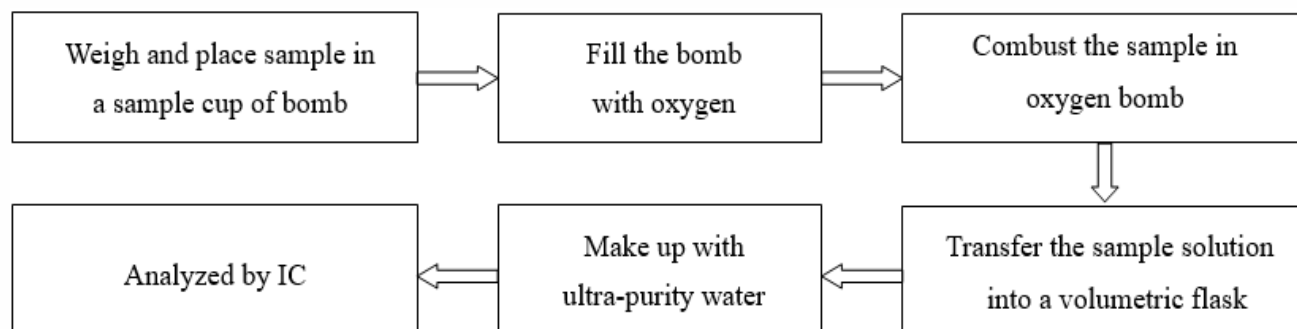 Weigh and place sample in
a sample cup of bomb
Fill the bomb
with oxygen
Combust the sample in
oxygen bomb
Transfer the sample solution
into a volumetric flask
Make up with
ultra-purity water
Analyzed by IC